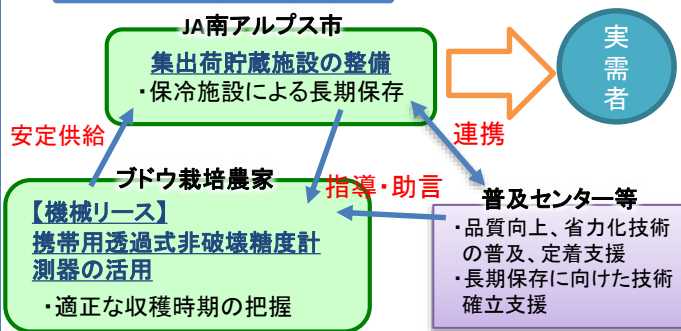 JA南アルプス市
集出荷貯蔵施設の整備
・保冷施設による長期保存
実
需
者
安定供給
連携
ブドウ栽培農家
指導・助言
【機械リース】
携帯用透過式非破壊糖度計
測器の活用
・適正な収穫時期の把握
普及センター等
・品質向上、省力化技術
の普及、定着支援
・長期保存に向けた技術
確立支援